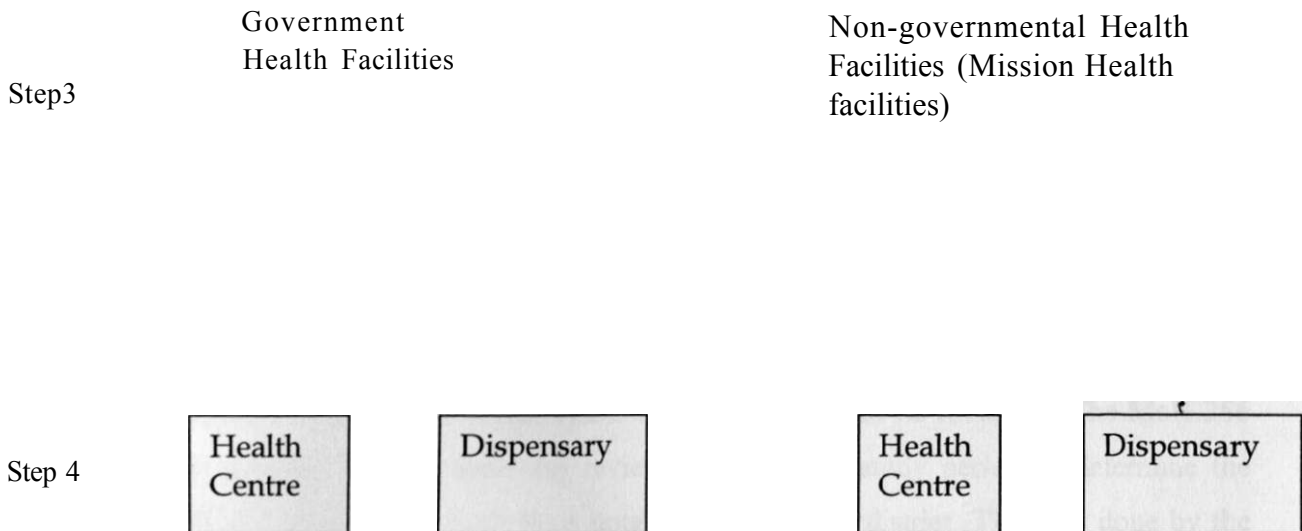 Government
Health Facilities
Non-governmental Health
Facilities (Mission Health
facilities)
Step3
Step 4
Health
Centre
Dispensary
Health
Centre
Dispensary